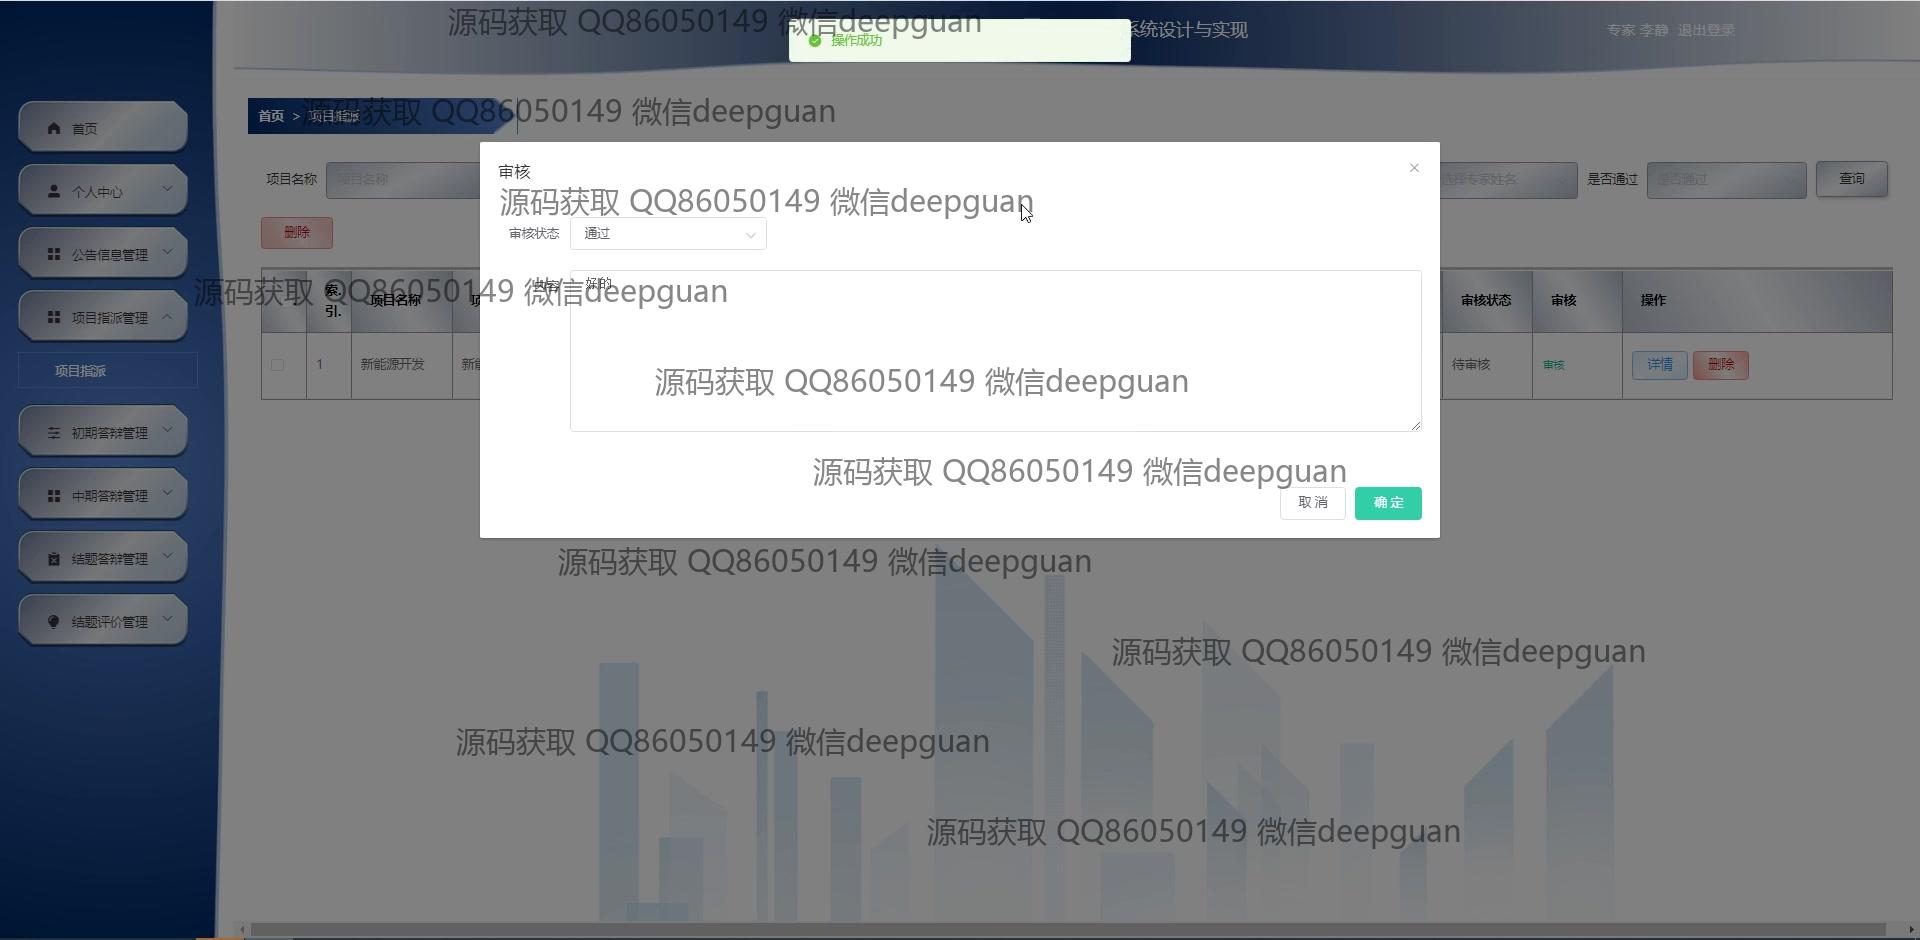 源码获取 QQ86050149 微信deepguan
操作成功
系统设计与实现
专家 李静 退出登录
首页
个人中心
公告信息管理
项目指派管理
项目指派
初期答辩管理
中期答辩管理
结题答辩管理
结题评价管理
首页 > 项目指派
源码获取 QQ86050149 微信deepguan
项目名称 项目名称
选择专家姓名 是否通过 是否通过 查询
删除
审核
源码获取 QQ86050149 微信deepguan
审核状态 通过
内容 好的
源码获取 QQ86050149 微信deepguan
索引. 项目名称 项 审核状态 审核 操作
1 新能源开发 新能 待审核 审核 详情 删除
源码获取 QQ86050149 微信deepguan
源码获取 QQ86050149 微信deepguan
取消 确定
源码获取 QQ86050149 微信deepguan
源码获取 QQ86050149 微信deepguan
源码获取 QQ86050149 微信deepguan
源码获取 QQ86050149 微信deepguan